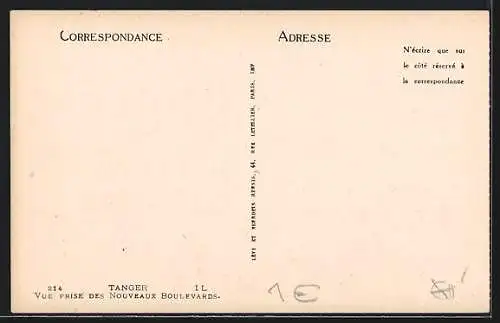 CORRESPONDANCE
ADRESSE
N'écrire que sur
le côté réservé à
la correspondance
LÉVY ET NEURDEIN RÉUNIS, 44, RUE LETELLIER, PARIS,
214 TANGER LL
VUE PRISE DES NOUVEAUX BOULEVARDS.
1€